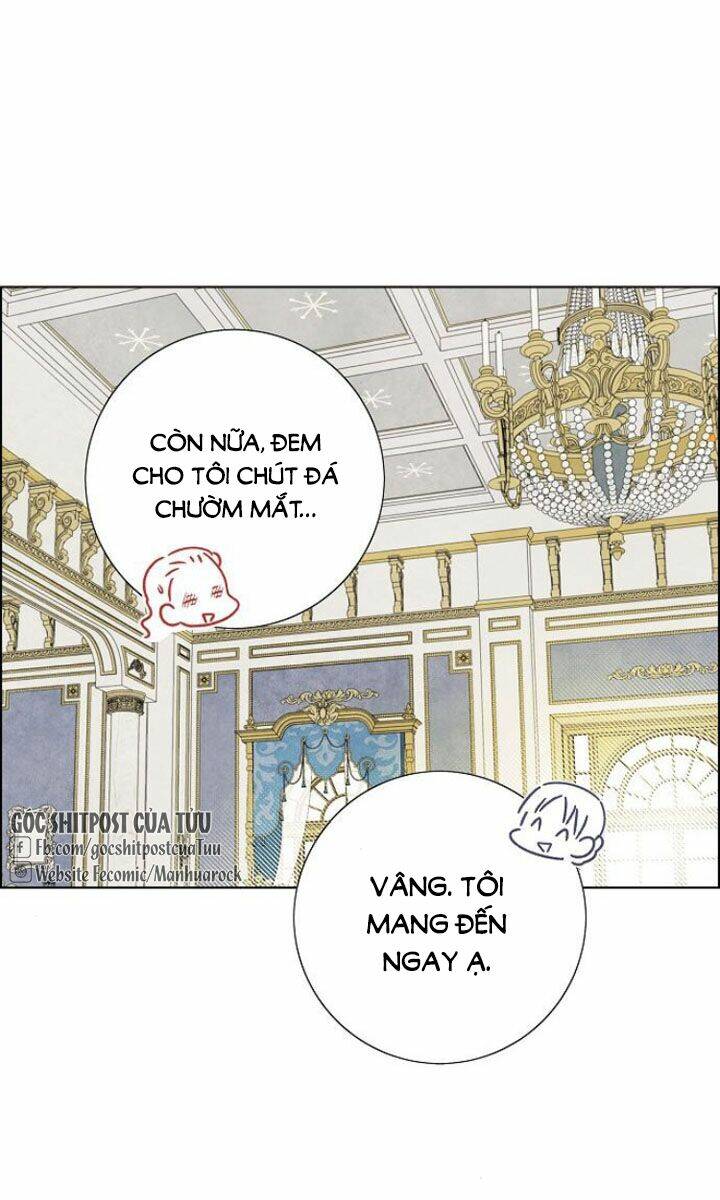 CÒN NỮA, ĐEM
CHO TÔI CHÚT ĐÁ
CHƯỜM MẮT...
GÓC SHITPOST CỦA TỬU
f Fb.com/gocshitpostcuaTuu
Website Fecomic/Manhuarock
VÂNG. TÔI
MANG ĐẾN
NGAY Ạ.